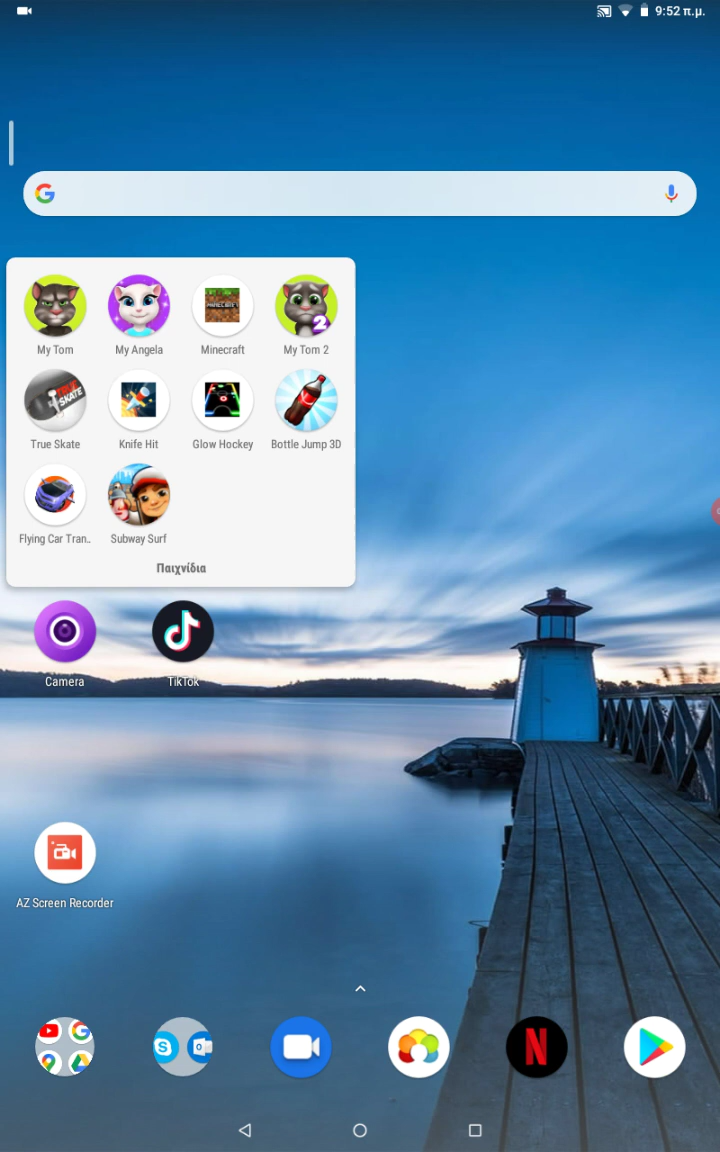 9:52 π.μ.
My Tom
My Angela
Minecraft
My Tom 2
True Skate
Knife Hit
Glow Hockey
Bottle Jump 3D
Flying Car Tran..
Subway Surf
Παιχνίδια
Camera
TikTok
AZ Screen Recorder